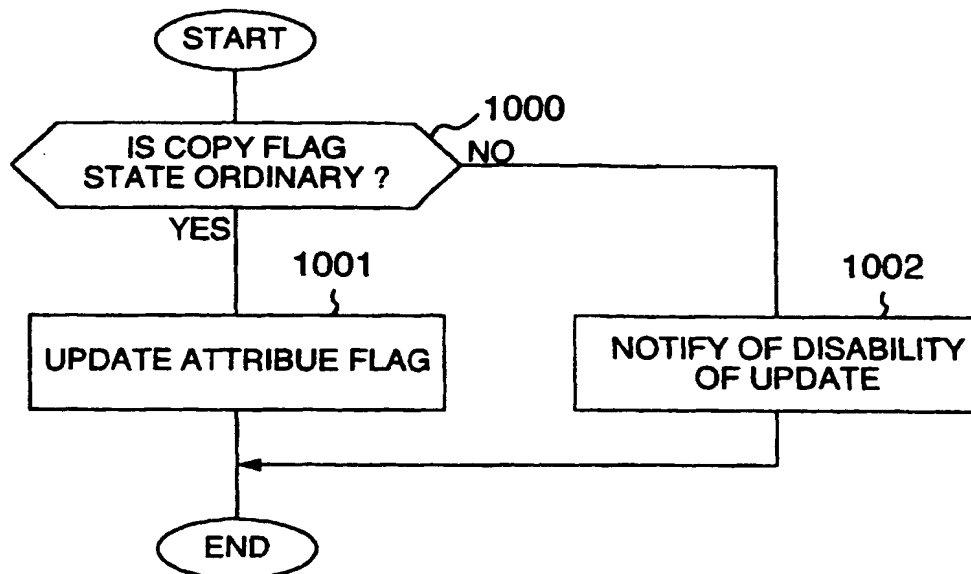 START
1000
IS COPY FLAG
STATE ORDINARY ?
NO
YES
1001
UPDATE ATTRIBUE FLAG
1002
NOTIFY OF DISABILITY
OF UPDATE
END